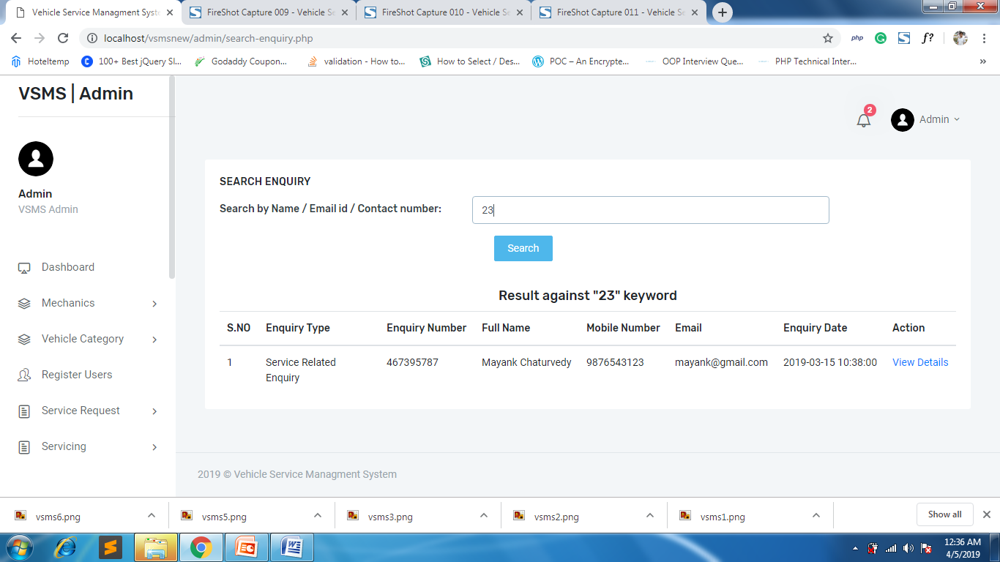 Vehicle Service Managment Syste
FireShot Capture 009 - Vehicle Se
FireShot Capture 010 - Vehicle Se
FireShot Capture 011 - Vehicle Se
localhost/vsmsnew/admin/search-enquiry.php
php
f?
Hoteltemp
100+ Best jQuery Sl...
Godaddy Coupon...
validation - How to...
How to Select / Des...
POC – An Encrypte...
OOP Interview Que...
PHP Technical Inter...
»
VSMS | Admin
2
Admin
Admin
VSMS Admin
Dashboard
Mechanics
Vehicle Category
Register Users
Service Request
Servicing
SEARCH ENQUIRY
Search by Name / Email id / Contact number:
23
Search
Result against "23" keyword
S.NO Enquiry Type Enquiry Number Full Name Mobile Number Email Enquiry Date Action
1 Service Related Enquiry 467395787 Mayank Chaturvedy 9876543123 mayank@gmail.com 2019-03-15 10:38:00 View Details
2019 © Vehicle Service Managment System
vsms6.png
vsms5.png
vsms3.png
vsms2.png
vsms1.png
Show all
12:36 AM
4/5/2019